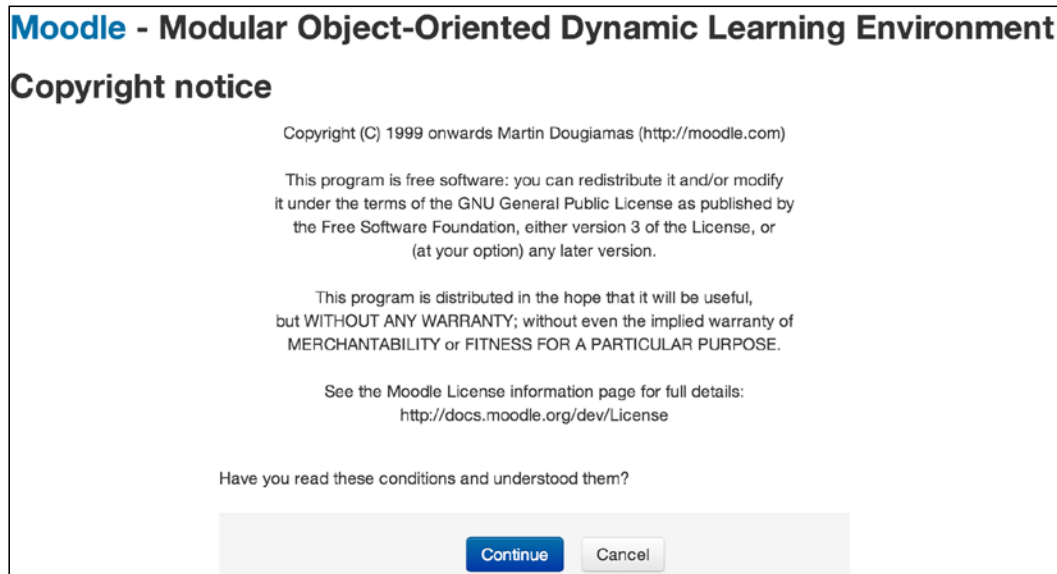 Moodle - Modular Object-Oriented Dynamic Learning Environment
Copyright notice
Copyright (C) 1999 onwards Martin Dougiamas (http://moodle.com)
This program is free software: you can redistribute it and/or modify
it under the terms of the GNU General Public License as published by
the Free Software Foundation, either version 3 of the License, or
(at your option) any later version.
This program is distributed in the hope that it will be useful,
but WITHOUT ANY WARRANTY; without even the implied warranty of
MERCHANTABILITY or FITNESS FOR A PARTICULAR PURPOSE.
See the Moodle License information page for full details:
http://docs.moodle.org/dev/License
Have you read these conditions and understood them?
Continue Cancel